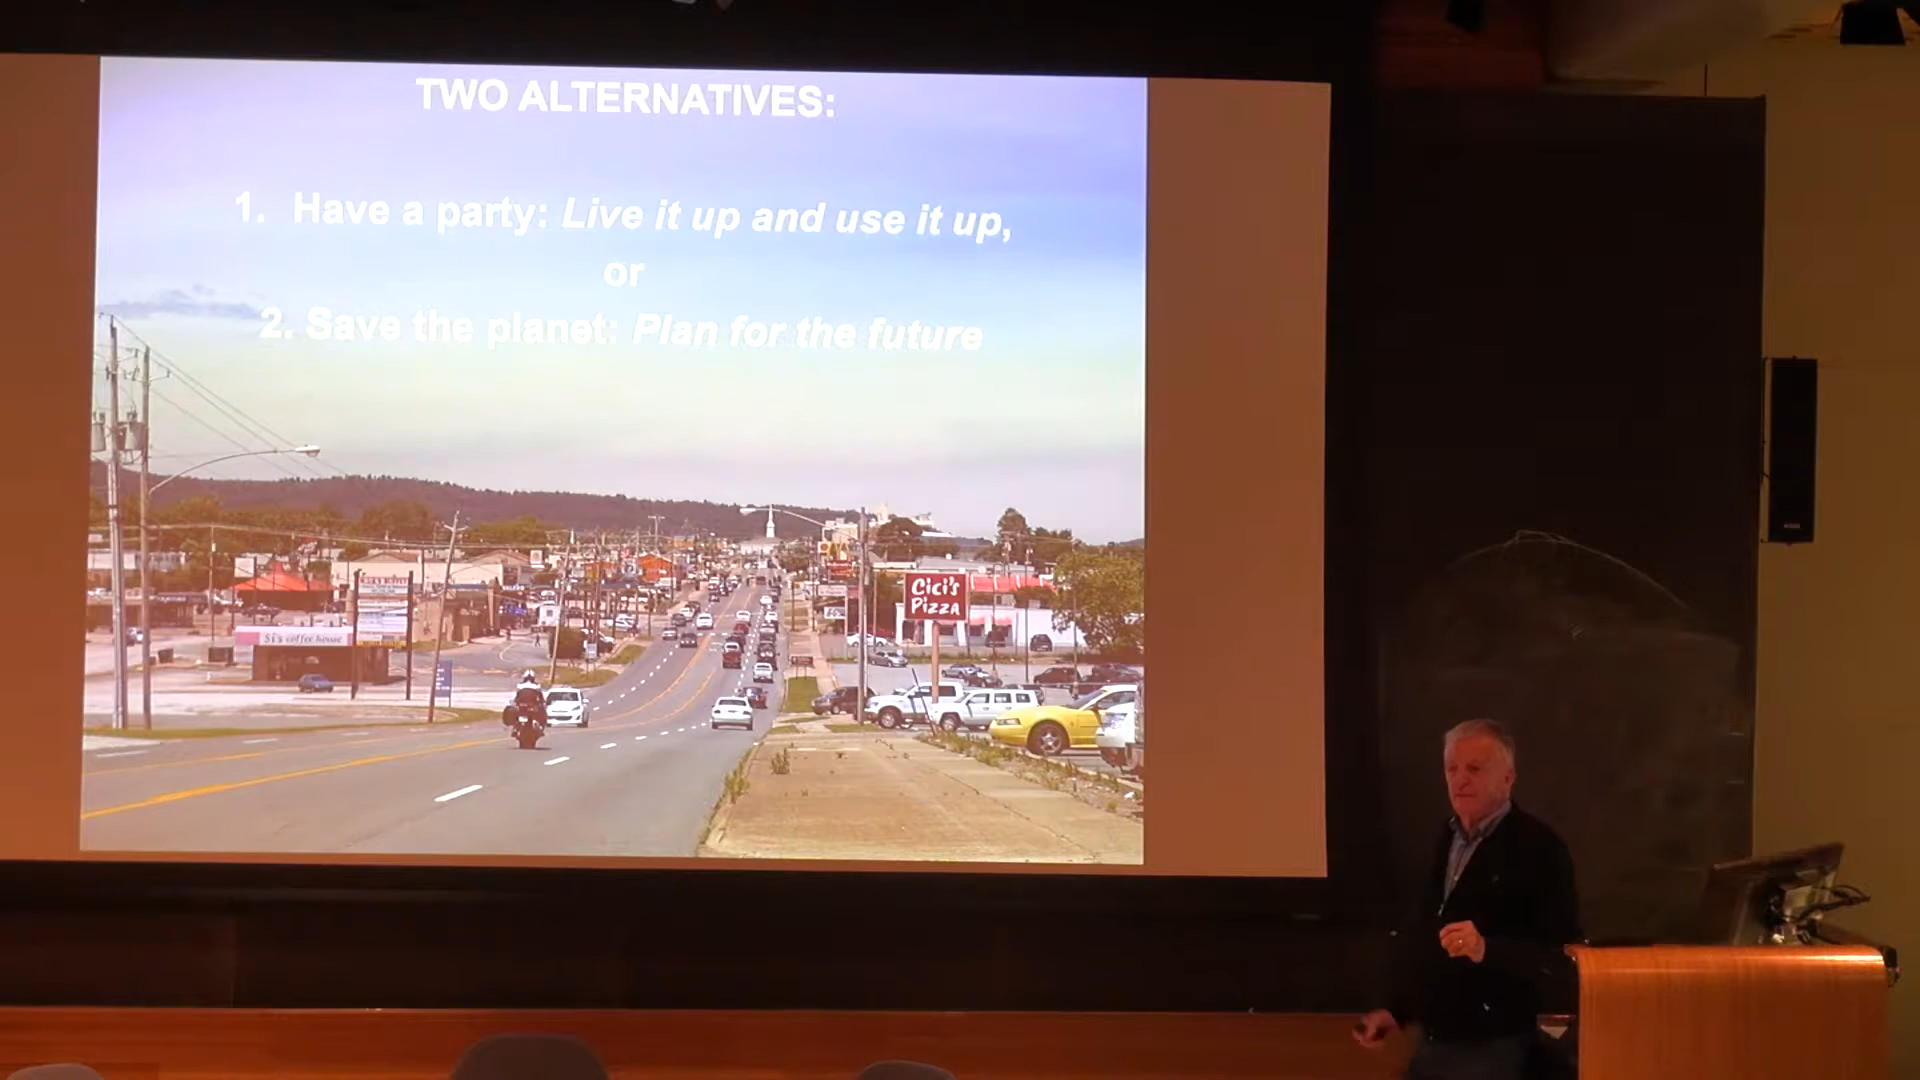 TWO ALTERNATIVES:
1. Have a party: Live it up and use it up,
or
2. Save the planet: Plan for the future
Cici's
Pizza
Si's coffee house